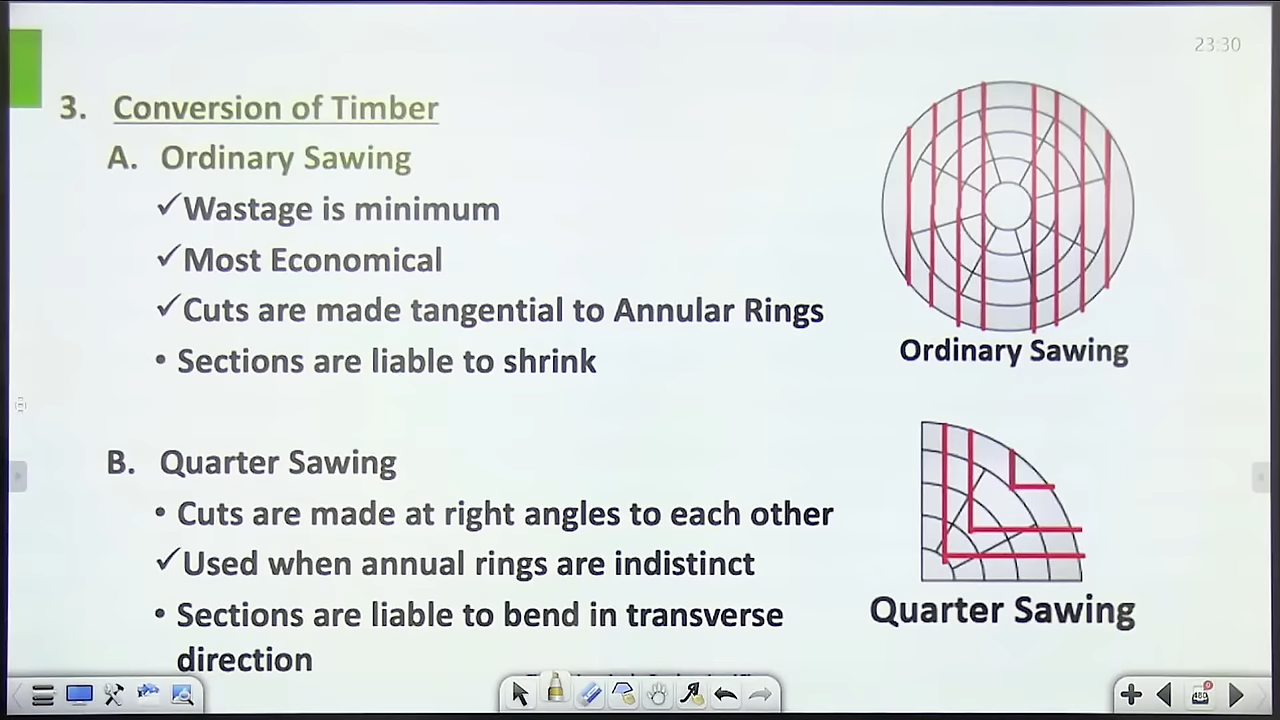 23:30
3. Conversion of Timber
A. Ordinary Sawing
✓Wastage is minimum
✓Most Economical
✓Cuts are made tangential to Annular Rings
• Sections are liable to shrink
Ordinary Sawing
B. Quarter Sawing
• Cuts are made at right angles to each other
✓Used when annual rings are indistinct
• Sections are liable to bend in transverse
direction
Quarter Sawing